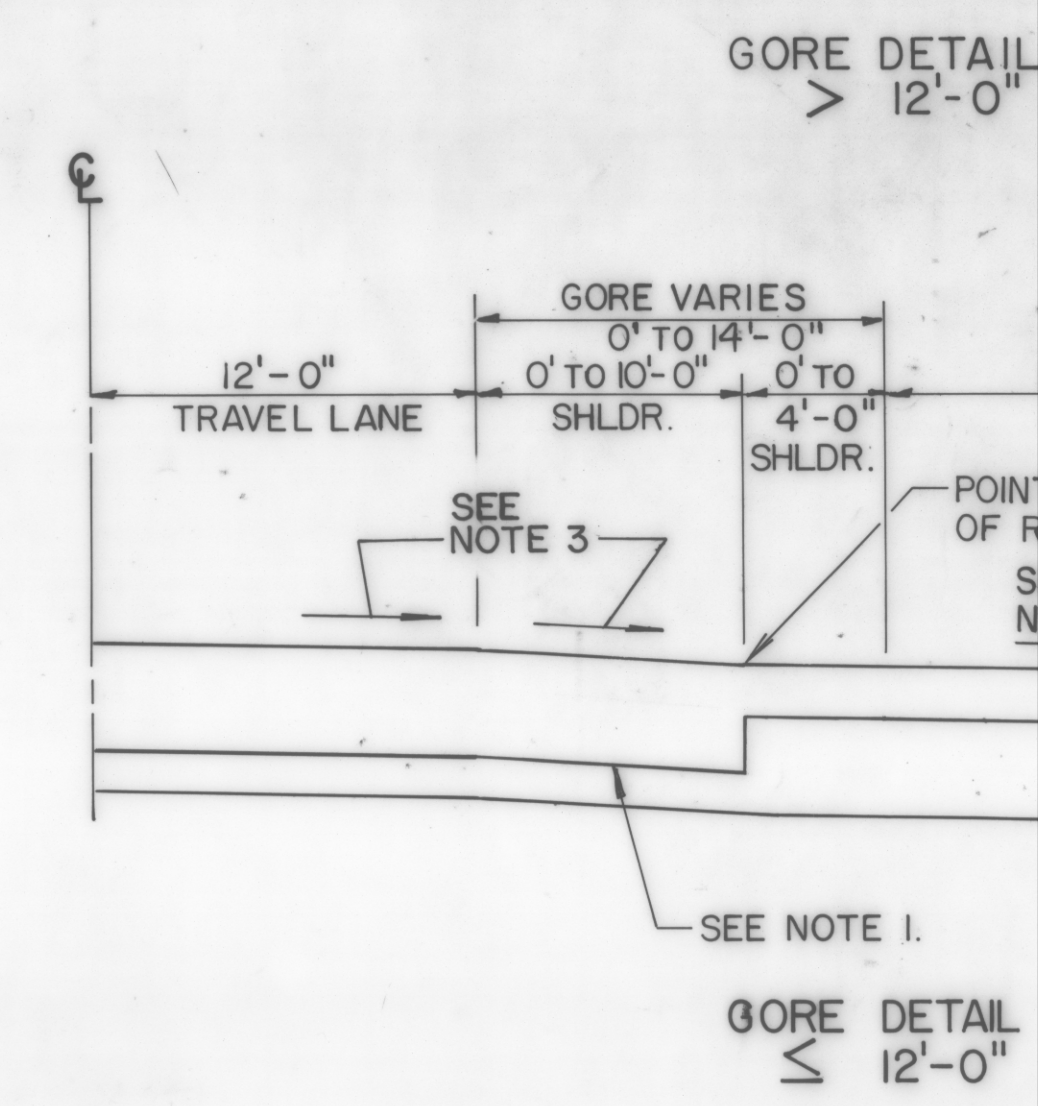 GORE DETAIL
> 12'-0"
℄
GORE VARIES
0' TO 14'-0"
12'-0"
0' TO 10'-0"
0' TO
TRAVEL LANE
SHLDR.
4'-0"
SHLDR.
SEE
NOTE 3
POINT
OF R
S
N
SEE NOTE 1.
GORE DETAIL
≤ 12'-0"